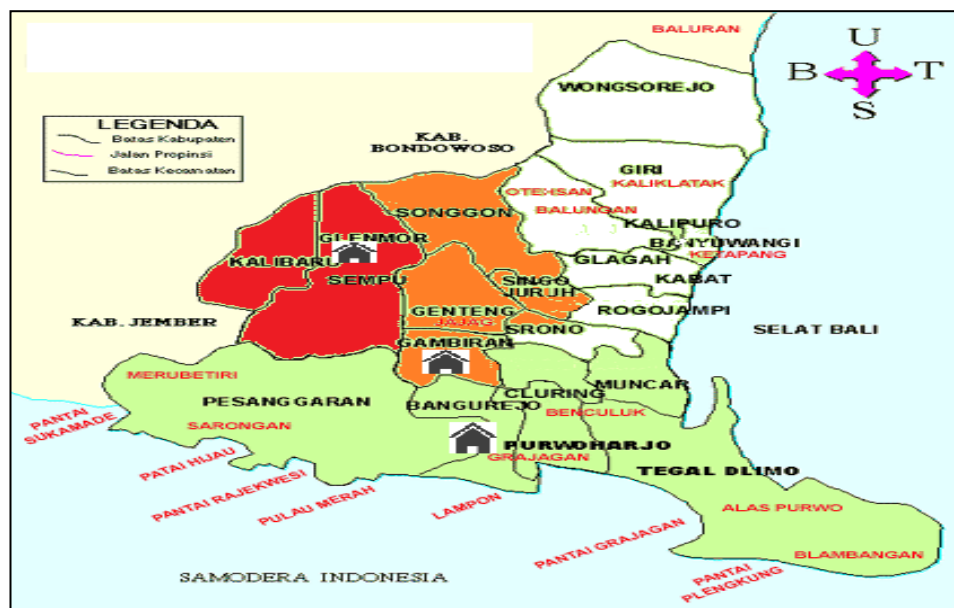 BALURAN
U
B T
S
WONGSOREJO
LEGENDA
Batas Kabupaten
Jalan Propinsi
Batas Kecamatan
KAB.
BONDOWOSO
GIRI
KALIKLATAK
OTEHSAN
BALUNGAN
SONGGON
KALIPURO
GLENMOR
BANYUWANGI
KETAPANG
KALIBARU
GLAGAH
SEMPU
SINGO
JURUH
KABAT
GENTENG
ROGOJAMPI
KAB. JEMBER
JAJAG
SRONO
SELAT BALI
GAMBIRAN
MERUBETIRI
MUNCAR
CLURING
PESANGGARAN
BANGUREJO
BENCULUK
PANTAI
SUKAMADE
SARONGAN
PURWOHARJO
GRAJAGAN
TEGAL DLIMO
PATAI HIJAU
PANTAI RAJEKWESI
PULAU MERAH
LAMPON
ALAS PURWO
PANTAI GRAJAGAN
BLAMBANGAN
PANTAI
PLENGKUNG
SAMODERA INDONESIA